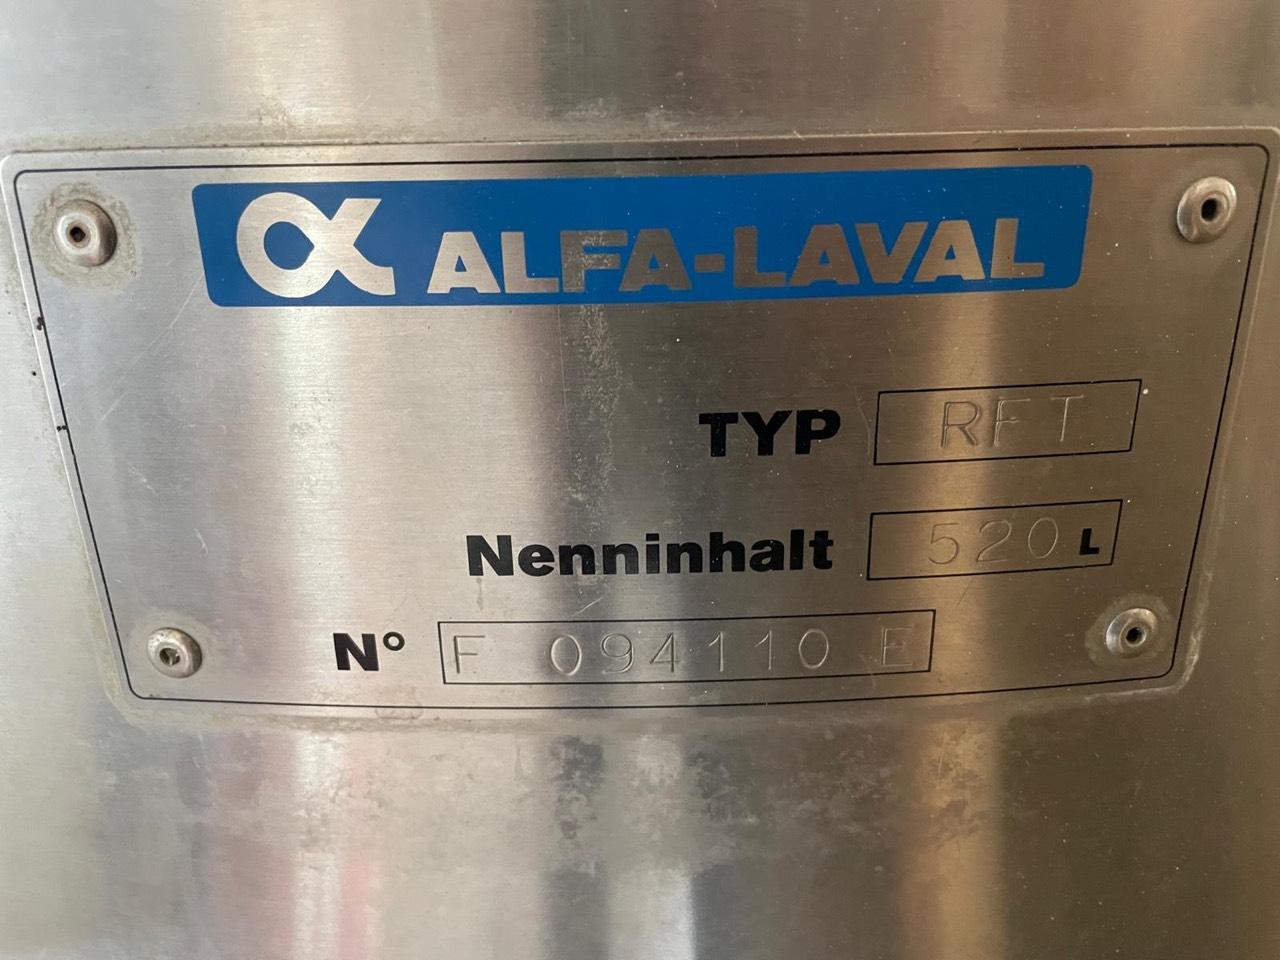 ALFA-LAVAL
TYP RFT
Nenninhalt 520 L
N° F 094110 E